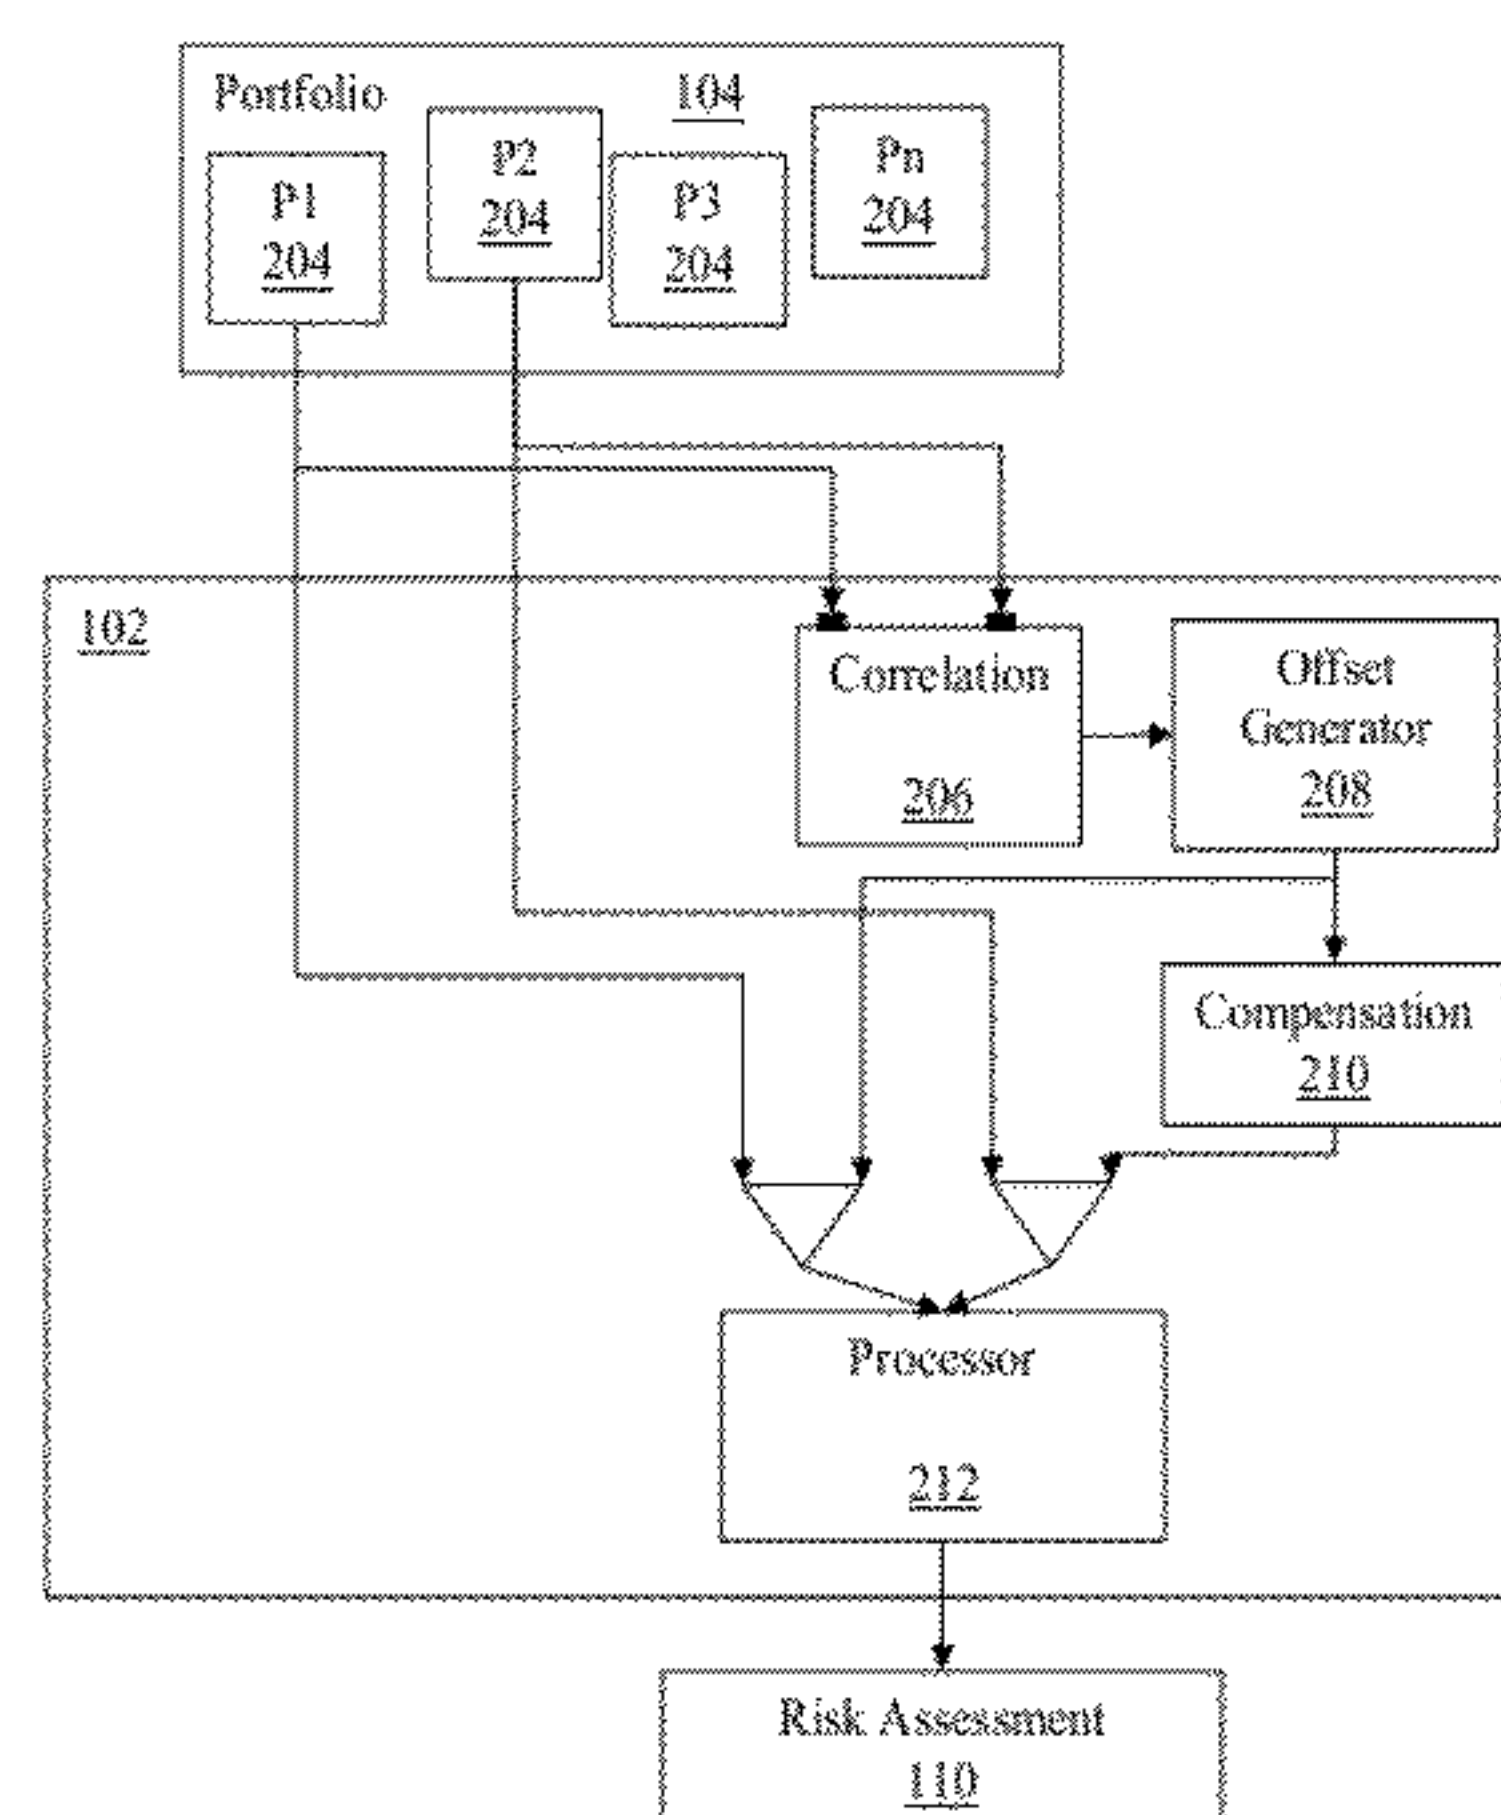 Portfolio
104
P1
204
P2
204
P3
204
Pn
204
102
Correlation
206
Offset
Generator
208
Compensation
210
Processor
212
Risk Assessment
110